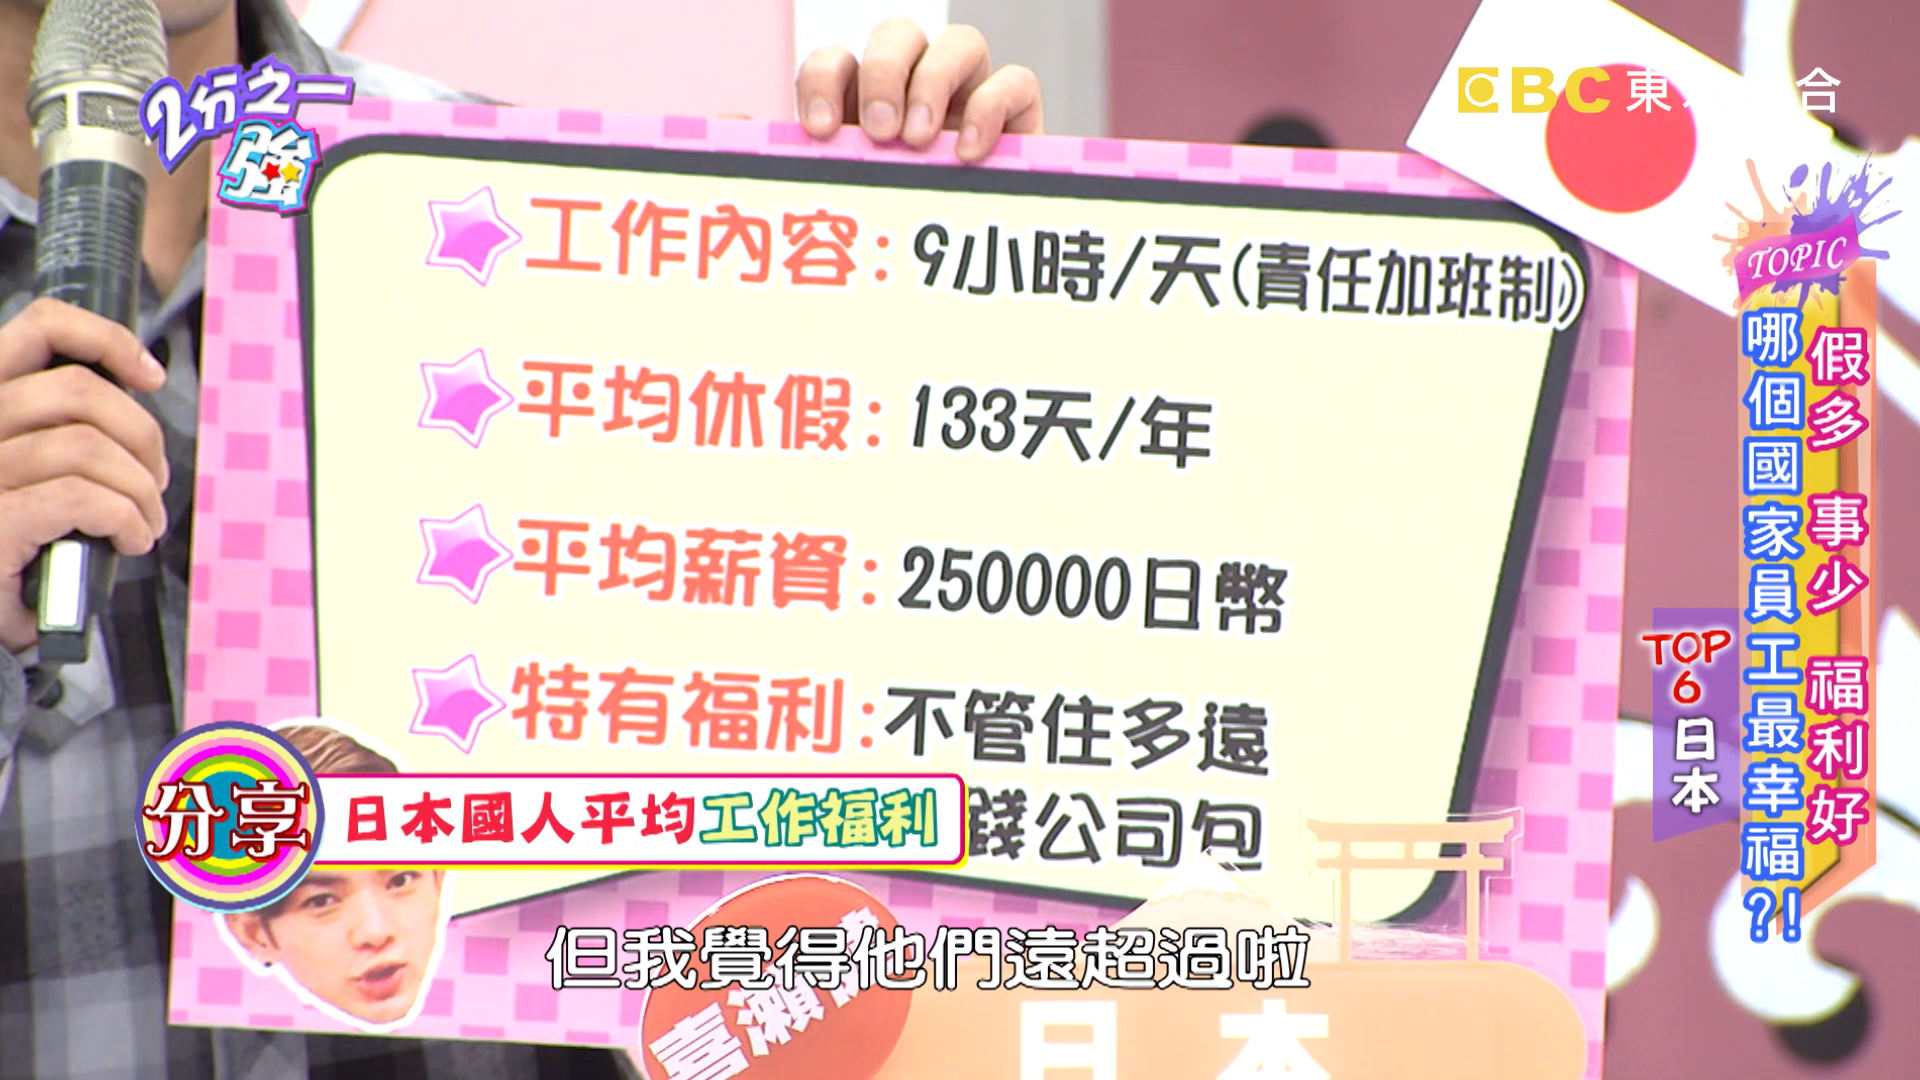 2分之一
強
EBC 東 合
工作內容：9小時/天(責任加班制)
平均休假：133天/年
平均薪資：250000日幣
特有福利：不管住多遠
錢公司包
TOPIC
假多 事少 福利好
哪個國家員工最幸福?!
TOP
6
日本
分享
日本國人平均工作福利
但我覺得他們遠超過啦
喜瀨
日本